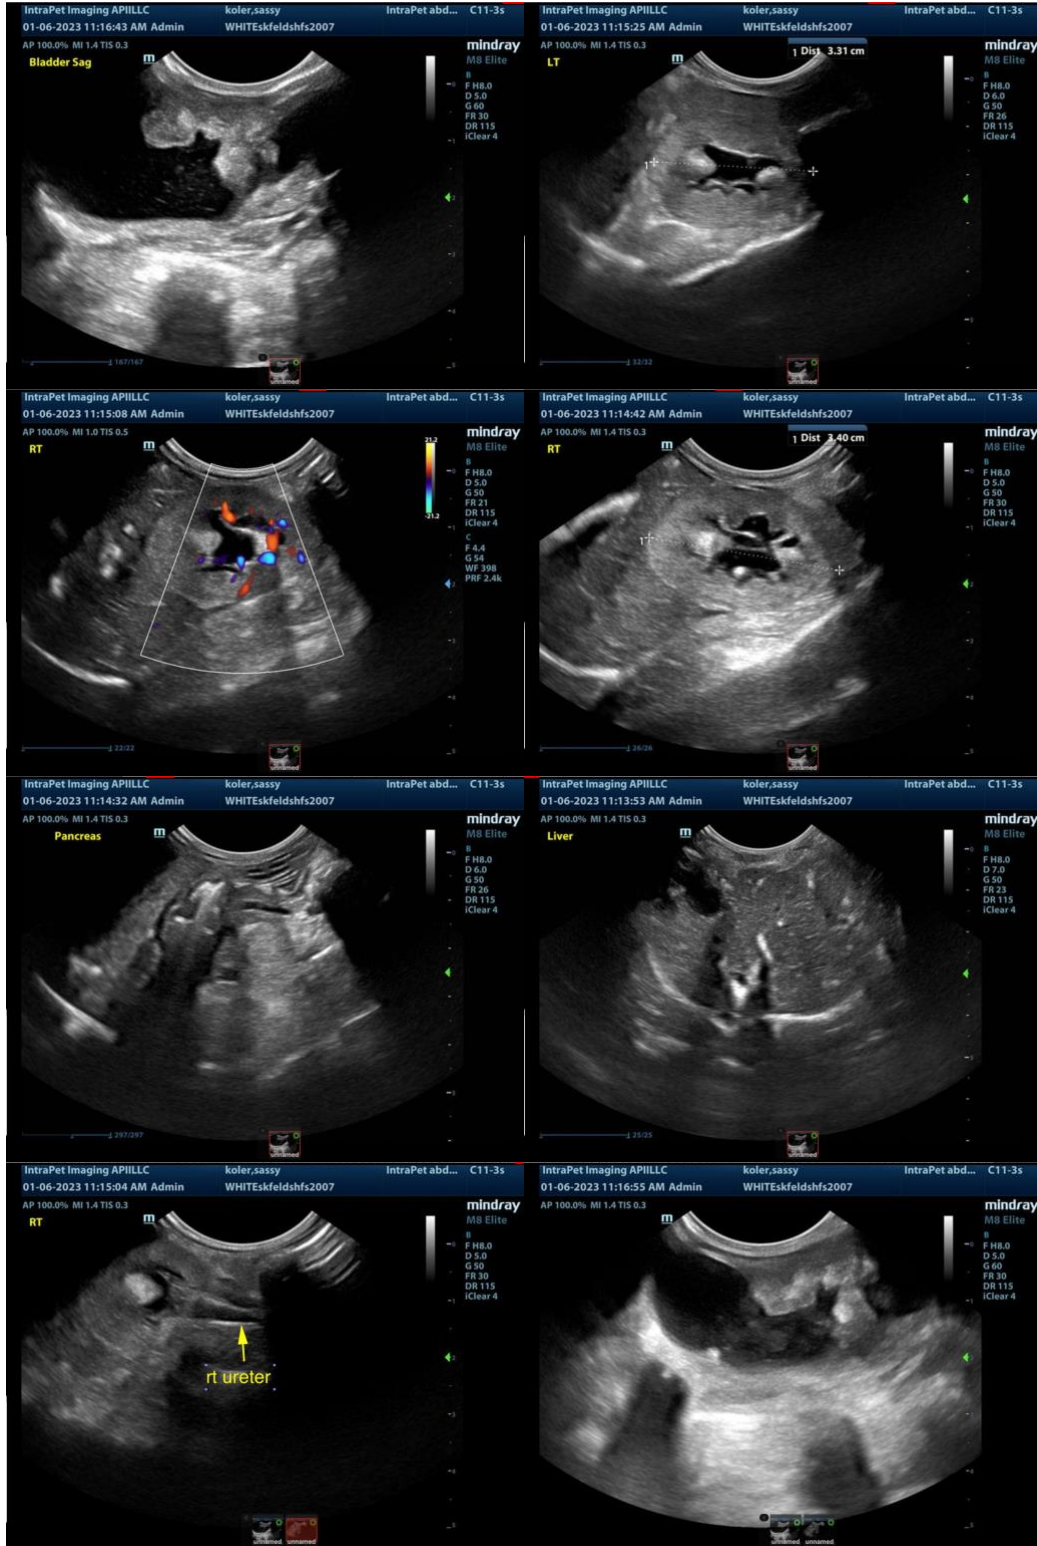 IntraPet Imaging APIILLC koler,sassy IntraPet abd... C11-3s
01-06-2023 11:16:43 AM Admin WHITEskfeldshfs2007
AP 100.0% MI 1.4 TIS 0.3
mindray
M8 Elite
Bladder Sag
m
B
F H8.0
D 5.0
G 60
FR 30
DR 115
iClear 4
167/167
unnamed
IntraPet Imaging APIILLC koler,sassy IntraPet abd... C11-3s
01-06-2023 11:15:25 AM Admin WHITEskfeldshfs2007
AP 100.0% MI 1.4 TIS 0.3
1 Dist 3.31 cm
mindray
M8 Elite
LT
m
B
F H8.0
D 6.0
G 50
FR 26
DR 115
iClear 4
1
32/32
unnamed
IntraPet Imaging APIILLC koler,sassy IntraPet abd... C11-3s
01-06-2023 11:15:08 AM Admin WHITEskfeldshfs2007
AP 100.0% MI 1.0 TIS 0.5
mindray
M8 Elite
RT
m
21.2
-21.2
B
F H8.0
D 5.0
G 50
FR 21
DR 115
iClear 4
C
F 4.4
G 54
WF 398
PRF 2.4k
22/22
unnamed
IntraPet Imaging APIILLC koler,sassy IntraPet abd... C11-3s
01-06-2023 11:14:42 AM Admin WHITEskfeldshfs2007
AP 100.0% MI 1.4 TIS 0.3
1 Dist 3.40 cm
mindray
M8 Elite
RT
m
B
F H8.0
D 5.0
G 50
FR 30
DR 115
iClear 4
1
26/26
unnamed
IntraPet Imaging APIILLC koler,sassy IntraPet abd... C11-3s
01-06-2023 11:14:32 AM Admin WHITEskfeldshfs2007
AP 100.0% MI 1.4 TIS 0.3
mindray
M8 Elite
Pancreas
m
B
F H8.0
D 6.0
G 50
FR 26
DR 115
iClear 4
297/297
unnamed
IntraPet Imaging APIILLC koler,sassy IntraPet abd... C11-3s
01-06-2023 11:13:53 AM Admin WHITEskfeldshfs2007
AP 100.0% MI 1.4 TIS 0.3
mindray
M8 Elite
Liver
m
B
F H8.0
D 7.0
G 50
FR 23
DR 115
iClear 4
25/25
unnamed
IntraPet Imaging APIILLC koler,sassy IntraPet abd... C11-3s
01-06-2023 11:15:04 AM Admin WHITEskfeldshfs2007
AP 100.0% MI 1.4 TIS 0.3
mindray
M8 Elite
RT
m
B
F H8.0
D 5.0
G 50
FR 30
DR 115
iClear 4
rt ureter
unnamed unnamed
IntraPet Imaging APIILLC koler,sassy IntraPet abd... C11-3s
01-06-2023 11:16:55 AM Admin WHITEskfeldshfs2007
AP 100.0% MI 1.4 TIS 0.3
mindray
M8 Elite
m
B
F H8.0
D 5.0
G 60
FR 30
DR 115
iClear 4
unnamed unnamed